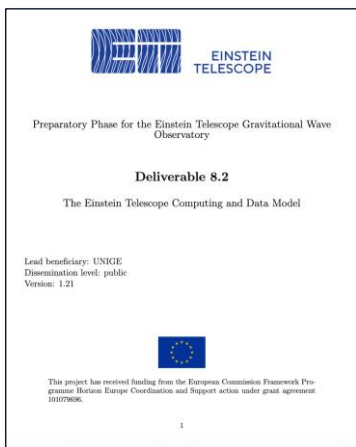 ET
EINSTEIN
TELESCOPE
Preparatory Phase for the Einstein Telescope Gravitational Wave
Observatory
Deliverable 8.2
The Einstein Telescope Computing and Data Model
Lead beneficiary: UNIGE
Dissemination level: public
Version: 1.21
This project has received funding from the European Commission Framework Pro-
gramme Horizon Europe Coordination and Support action under grant agreement
101079696.
1